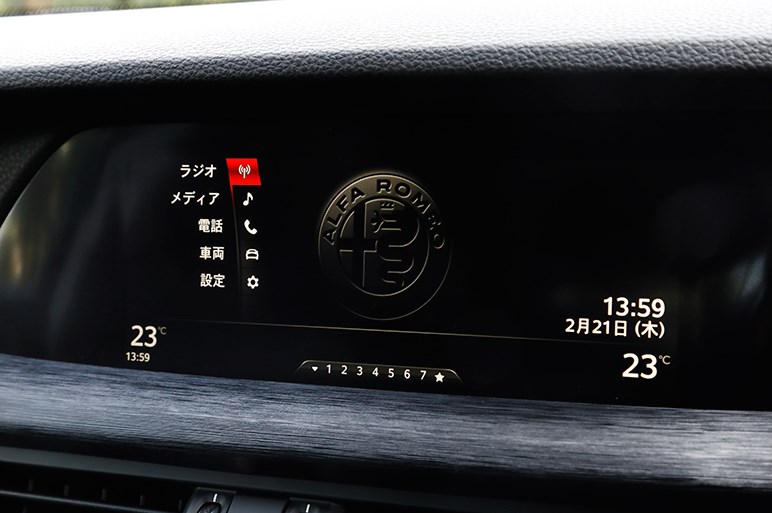 ラジオ
メディア
電話
車両
設定
ALFA ROMEO
13:59
2月21日 (木)
23℃
13:59
23℃
1 2 3 4 5 6 7